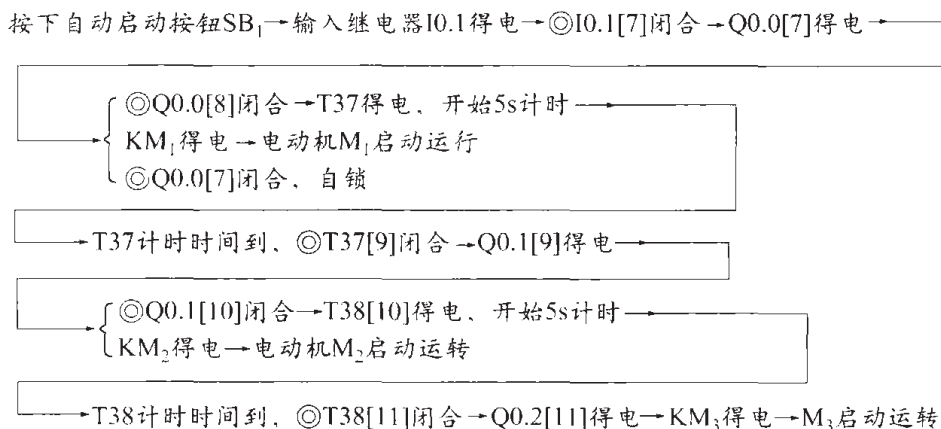 按下自动启动按钮SB₁→输入继电器I0.1得电→◎I0.1[7]闭合→Q0.0[7]得电→
◎Q0.0[8]闭合→T37得电、开始5s计时→
KM₁得电→电动机M₁启动运行
◎Q0.0[7]闭合、自锁
→T37计时时间到、◎T37[9]闭合→Q0.1[9]得电→
◎Q0.1[10]闭合→T38[10]得电、开始5s计时→
KM₂得电→电动机M₂启动运转
→T38计时时间到、◎T38[11]闭合→Q0.2[11]得电→KM₃得电→M₃启动运转